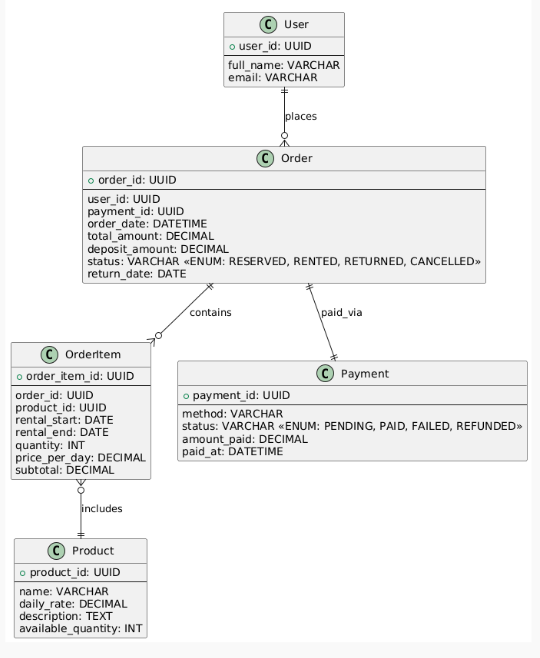 C User
user_id: UUID
full_name: VARCHAR
email: VARCHAR
places
C Order
order_id: UUID
user_id: UUID
payment_id: UUID
order_date: DATETIME
total_amount: DECIMAL
deposit_amount: DECIMAL
status: VARCHAR «ENUM: RESERVED, RENTED, RETURNED, CANCELLED»
return_date: DATE
contains
paid_via
C OrderItem
order_item_id: UUID
order_id: UUID
product_id: UUID
rental_start: DATE
rental_end: DATE
quantity: INT
price_per_day: DECIMAL
subtotal: DECIMAL
C Payment
payment_id: UUID
method: VARCHAR
status: VARCHAR «ENUM: PENDING, PAID, FAILED, REFUNDED»
amount_paid: DECIMAL
paid_at: DATETIME
includes
C Product
product_id: UUID
name: VARCHAR
daily_rate: DECIMAL
description: TEXT
available_quantity: INT